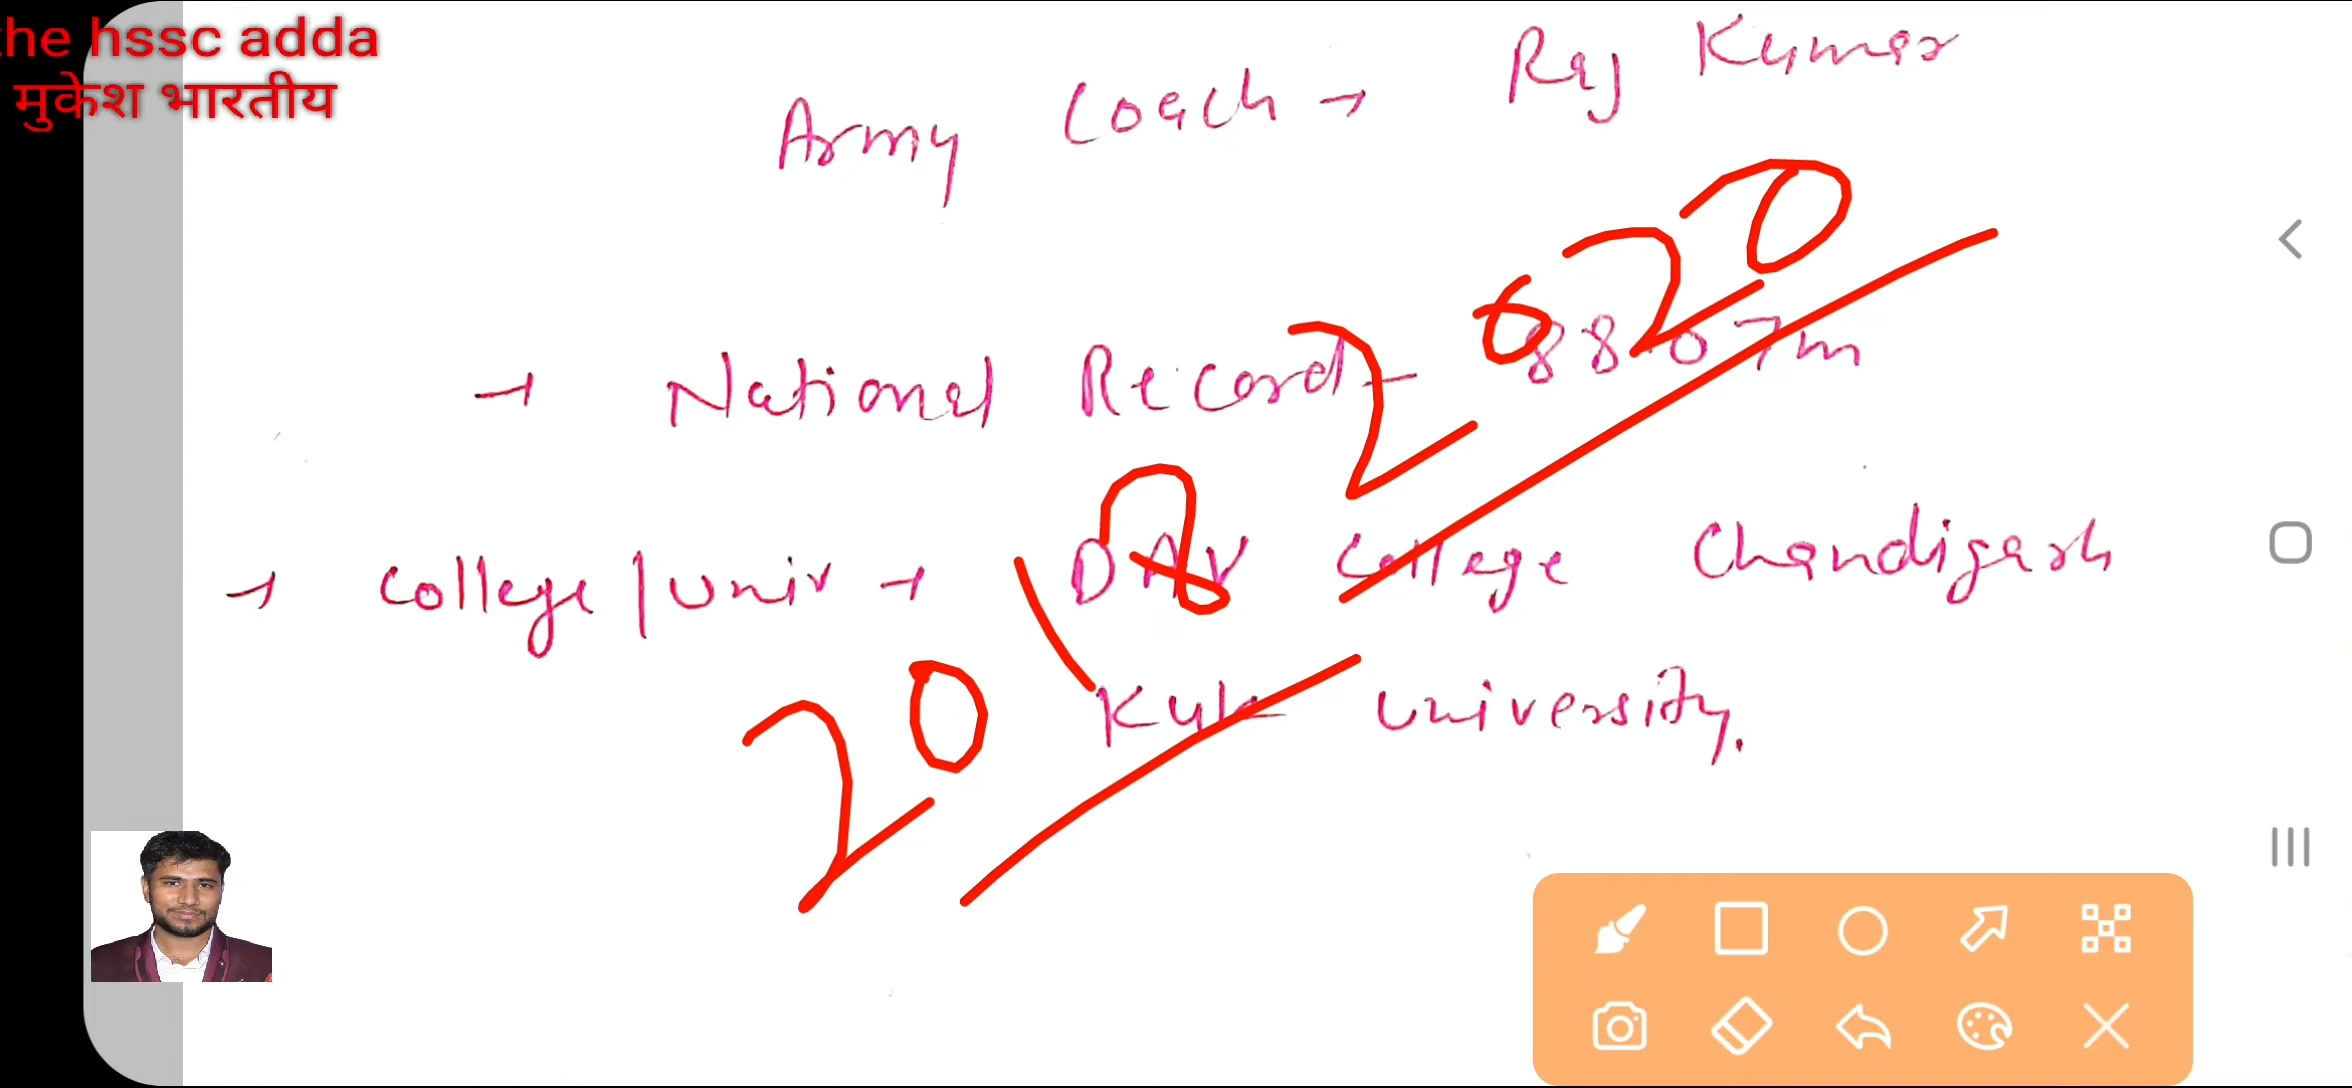 the hssc adda
मुकेश भारतीय
Army Coach → Raj Kumar
→ National Record - 88.07m
→ College / Univ → DAV College Chandigarh
Kuk University.
2018
2020